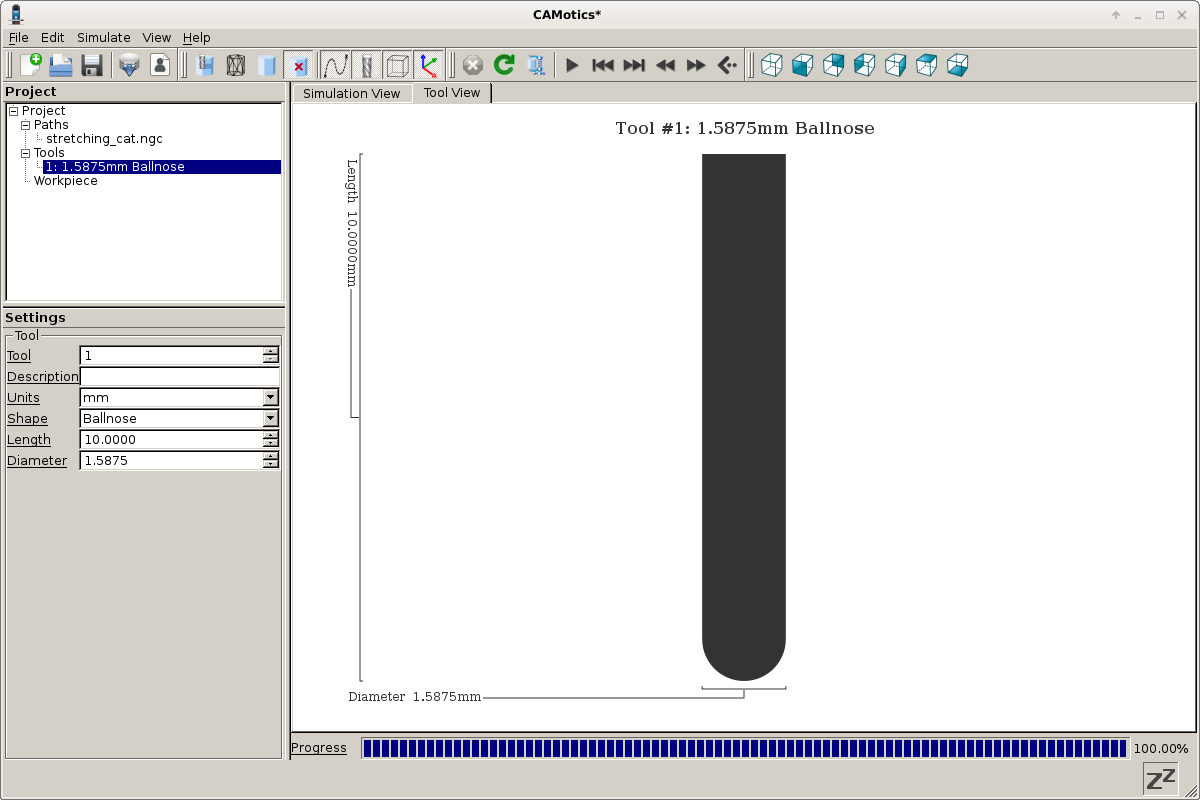 CAMotics*
File Edit Simulate View Help
Project
Project
Paths
stretching_cat.ngc
Tools
1: 1.5875mm Ballnose
Workpiece
Settings
Tool
Tool 1
Description
Units mm
Shape Ballnose
Length 10.0000
Diameter 1.5875
Simulation View Tool View
Tool #1: 1.5875mm Ballnose
Length 10.0000mm
Diameter 1.5875mm
Progress 100.00%
zZ